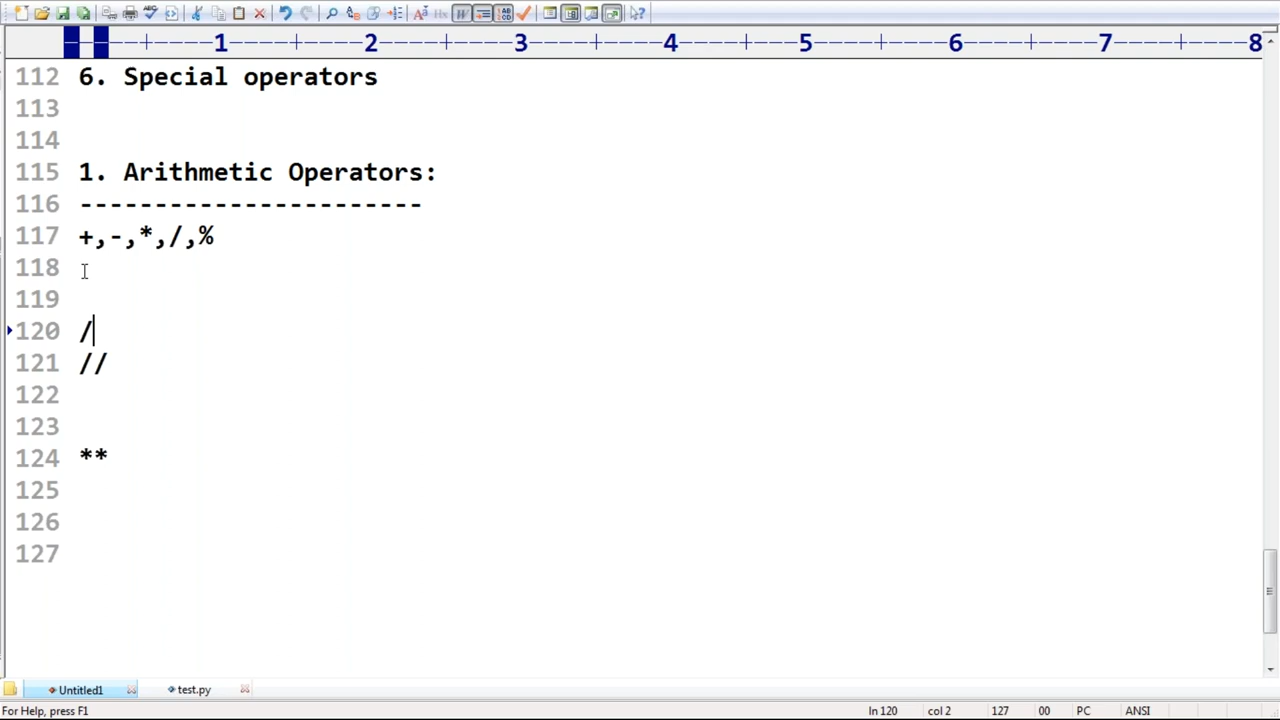 1 2 3 4 5 6 7 8
112 6. Special operators
113
114
115 1. Arithmetic Operators:
116 -----------------------
117 +,-,*,/,%
118
119
120 /
121 //
122
123
124 **
125
126
127
Untitled1 test.py
For Help, press F1 ln 120 col 2 127 00 PC ANSI